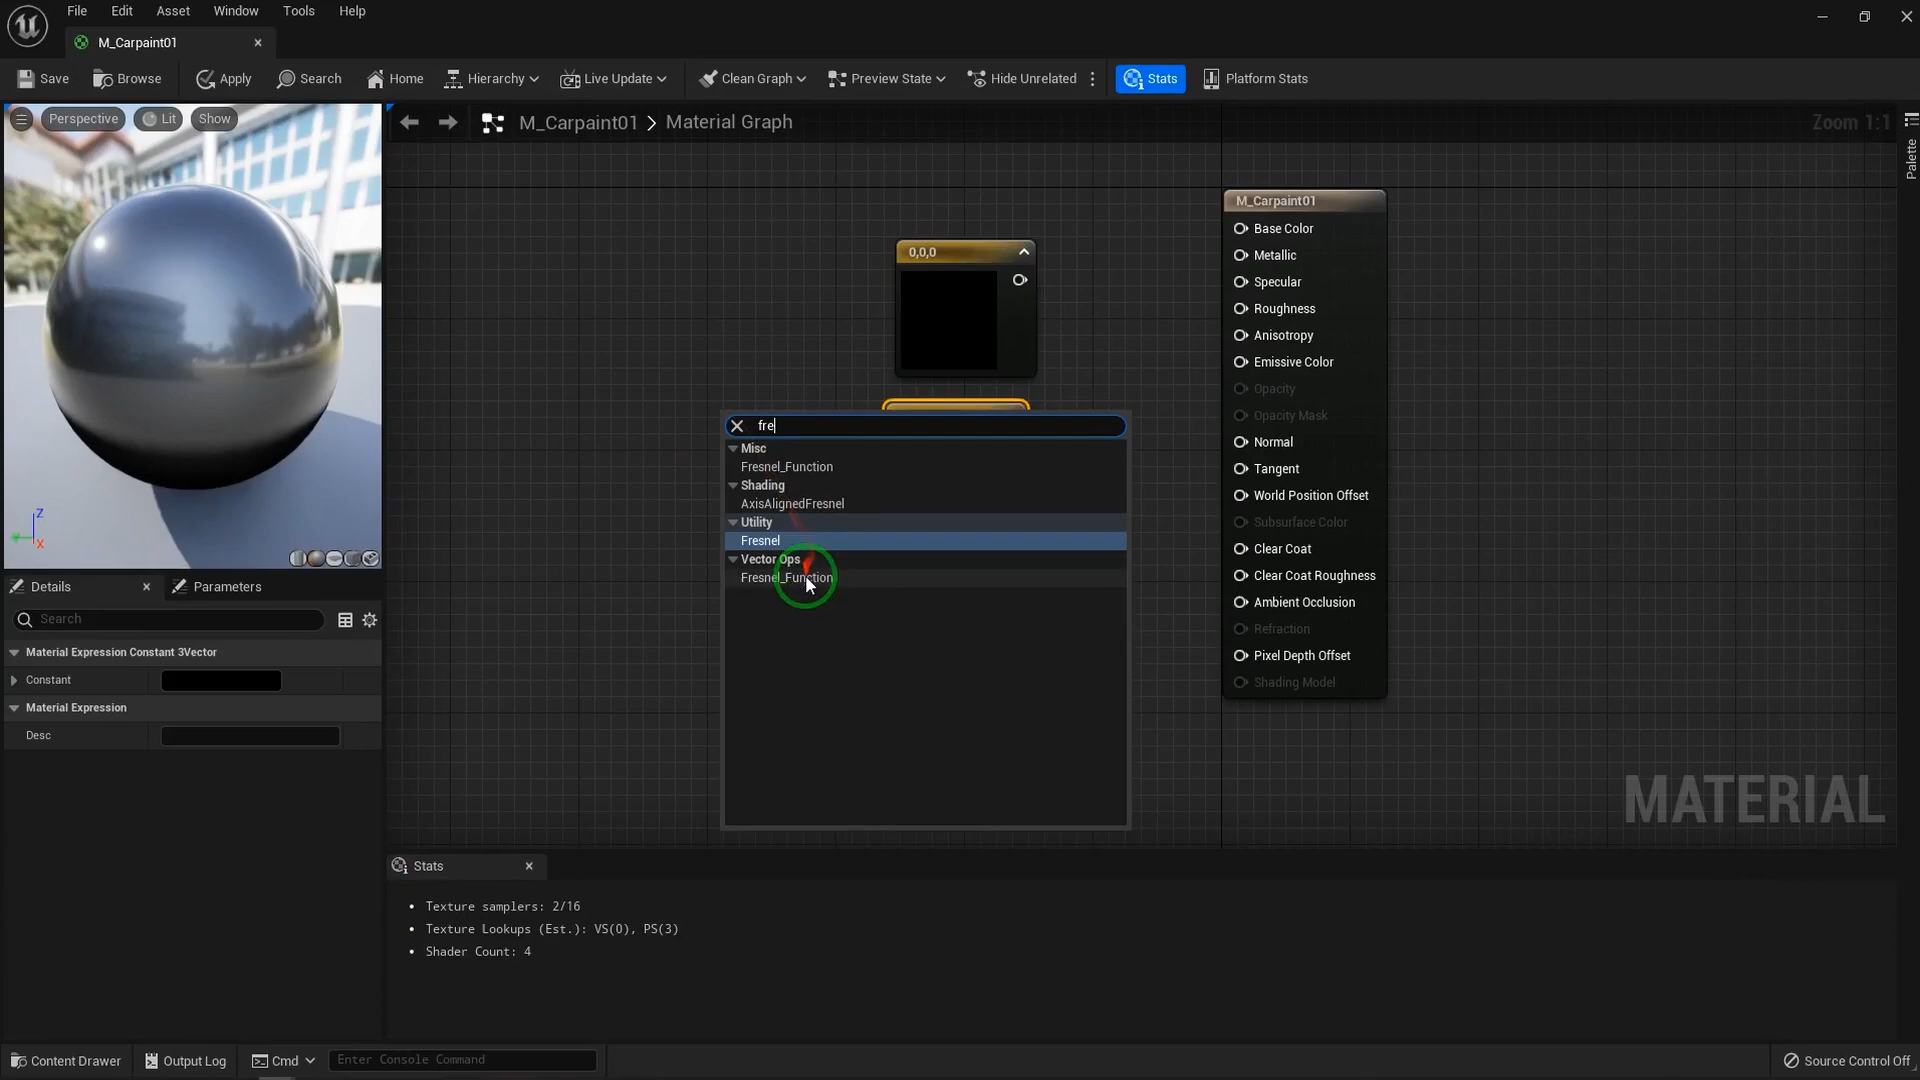 File Edit Asset Window Tools Help
M_Carpaint01
Save Browse Apply Search Home Hierarchy Live Update Clean Graph Preview State Hide Unrelated Stats Platform Stats
Perspective Lit Show
M_Carpaint01 > Material Graph
Zoom 1:1
Palette
M_Carpaint01
Base Color
Metallic
Specular
Roughness
Anisotropy
Emissive Color
Opacity
Opacity Mask
Normal
Tangent
World Position Offset
Subsurface Color
Clear Coat
Clear Coat Roughness
Ambient Occlusion
Refraction
Pixel Depth Offset
Shading Model
0,0,0
fre
Misc
Fresnel_Function
Shading
AxisAlignedFresnel
Utility
Fresnel
Vector Ops
Fresnel_Function
Z
Y
X
MATERIAL
Details Parameters
Search
Material Expression Constant 3Vector
Constant
Material Expression
Desc
Stats
Texture samplers: 2/16
Texture Lookups (Est.): VS(0), PS(3)
Shader Count: 4
Content Drawer Output Log Cmd Enter Console Command Source Control Off